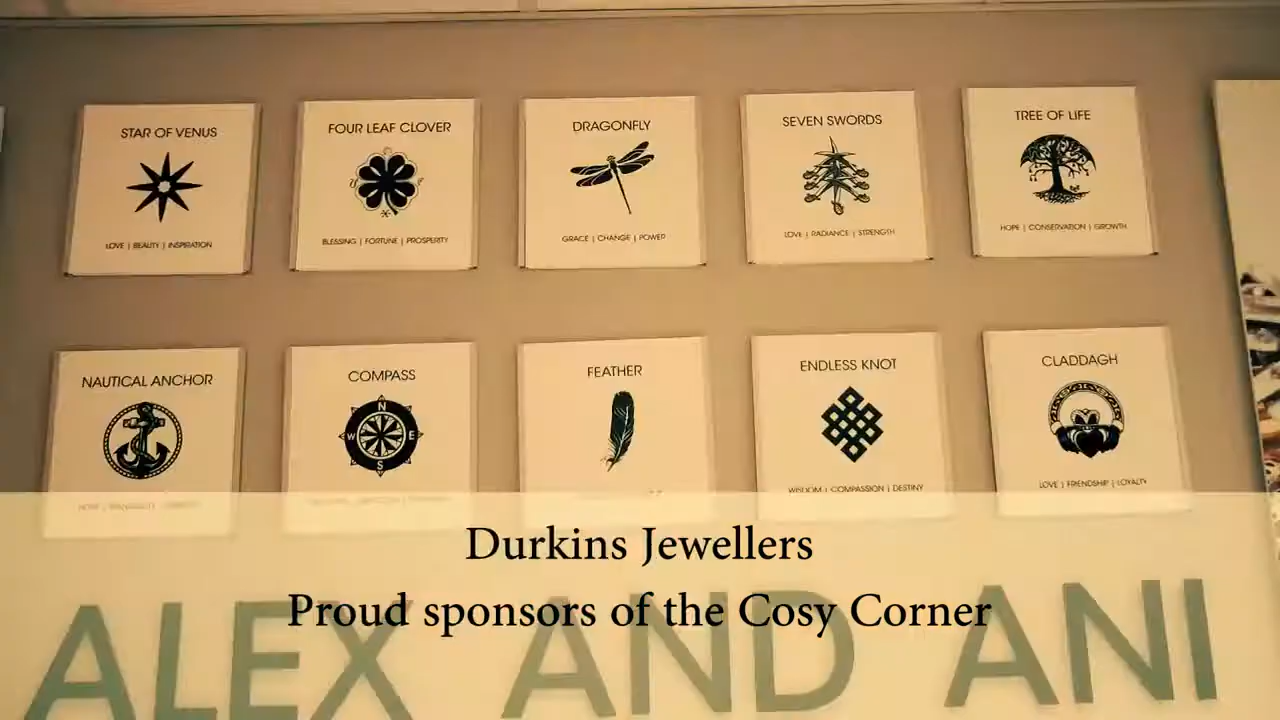 STAR OF VENUS
LOVE | BEAUTY | INSPIRATION
FOUR LEAF CLOVER
BLESSING | FORTUNE | PROSPERITY
DRAGONFLY
GRACE | CHANGE | POWER
SEVEN SWORDS
LOVE | RADIANCE | STRENGTH
TREE OF LIFE
HOPE | CONSERVATION | GROWTH
NAUTICAL ANCHOR
COMPASS
N
W E
S
FEATHER
ENDLESS KNOT
WISDOM | COMPASSION | DESTINY
CLADDAGH
LOVE | FRIENDSHIP | LOYALTY
Durkins Jewellers
Proud sponsors of the Cosy Corner
ALEX AND ANI